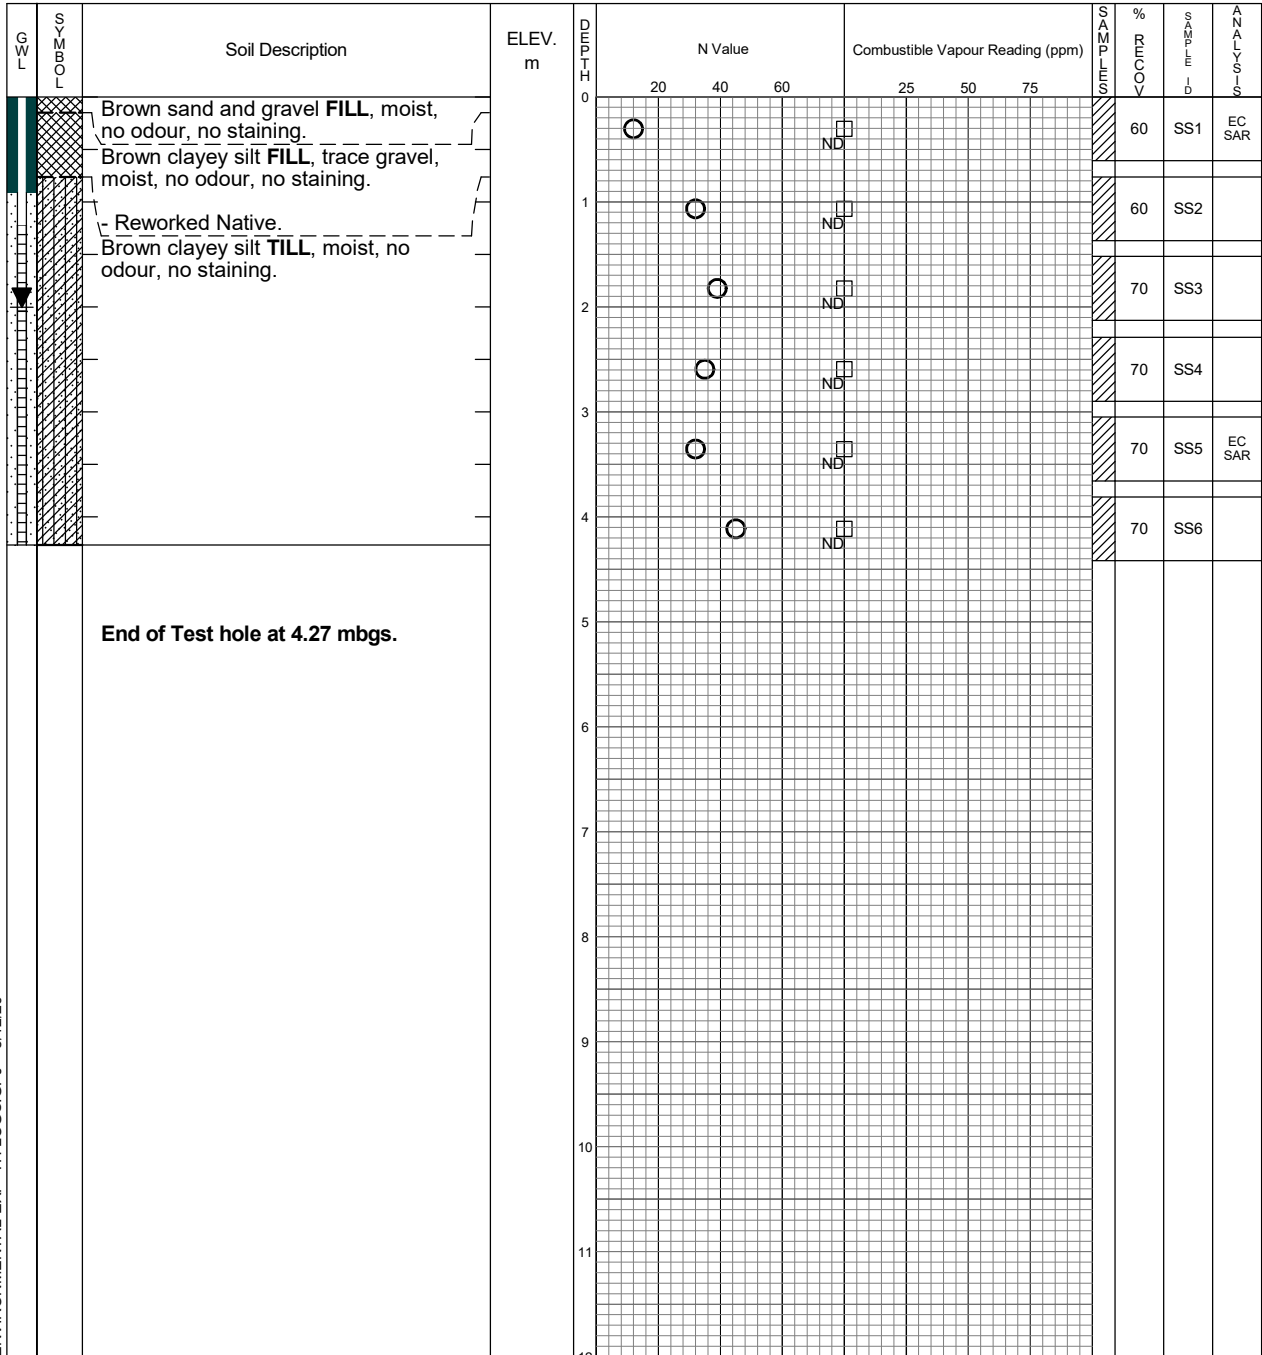 GWL
SYMBOL
Soil Description
ELEV.
m
DEPTH
N Value
20 40 60
Combustible Vapour Reading (ppm)
25 50 75
SAMPLES
% RECOV
SAMPLE ID
ANALYSIS
0
Brown sand and gravel FILL, moist,
no odour, no staining.
Brown clayey silt FILL, trace gravel,
moist, no odour, no staining.
- Reworked Native.
Brown clayey silt TILL, moist, no
odour, no staining.
ND
60 SS1 EC
SAR
1
ND
60 SS2
ND
70 SS3
2
ND
70 SS4
3
ND
70 SS5 EC
SAR
4
ND
70 SS6
End of Test hole at 4.27 mbgs.
5
6
7
8
9
10
11